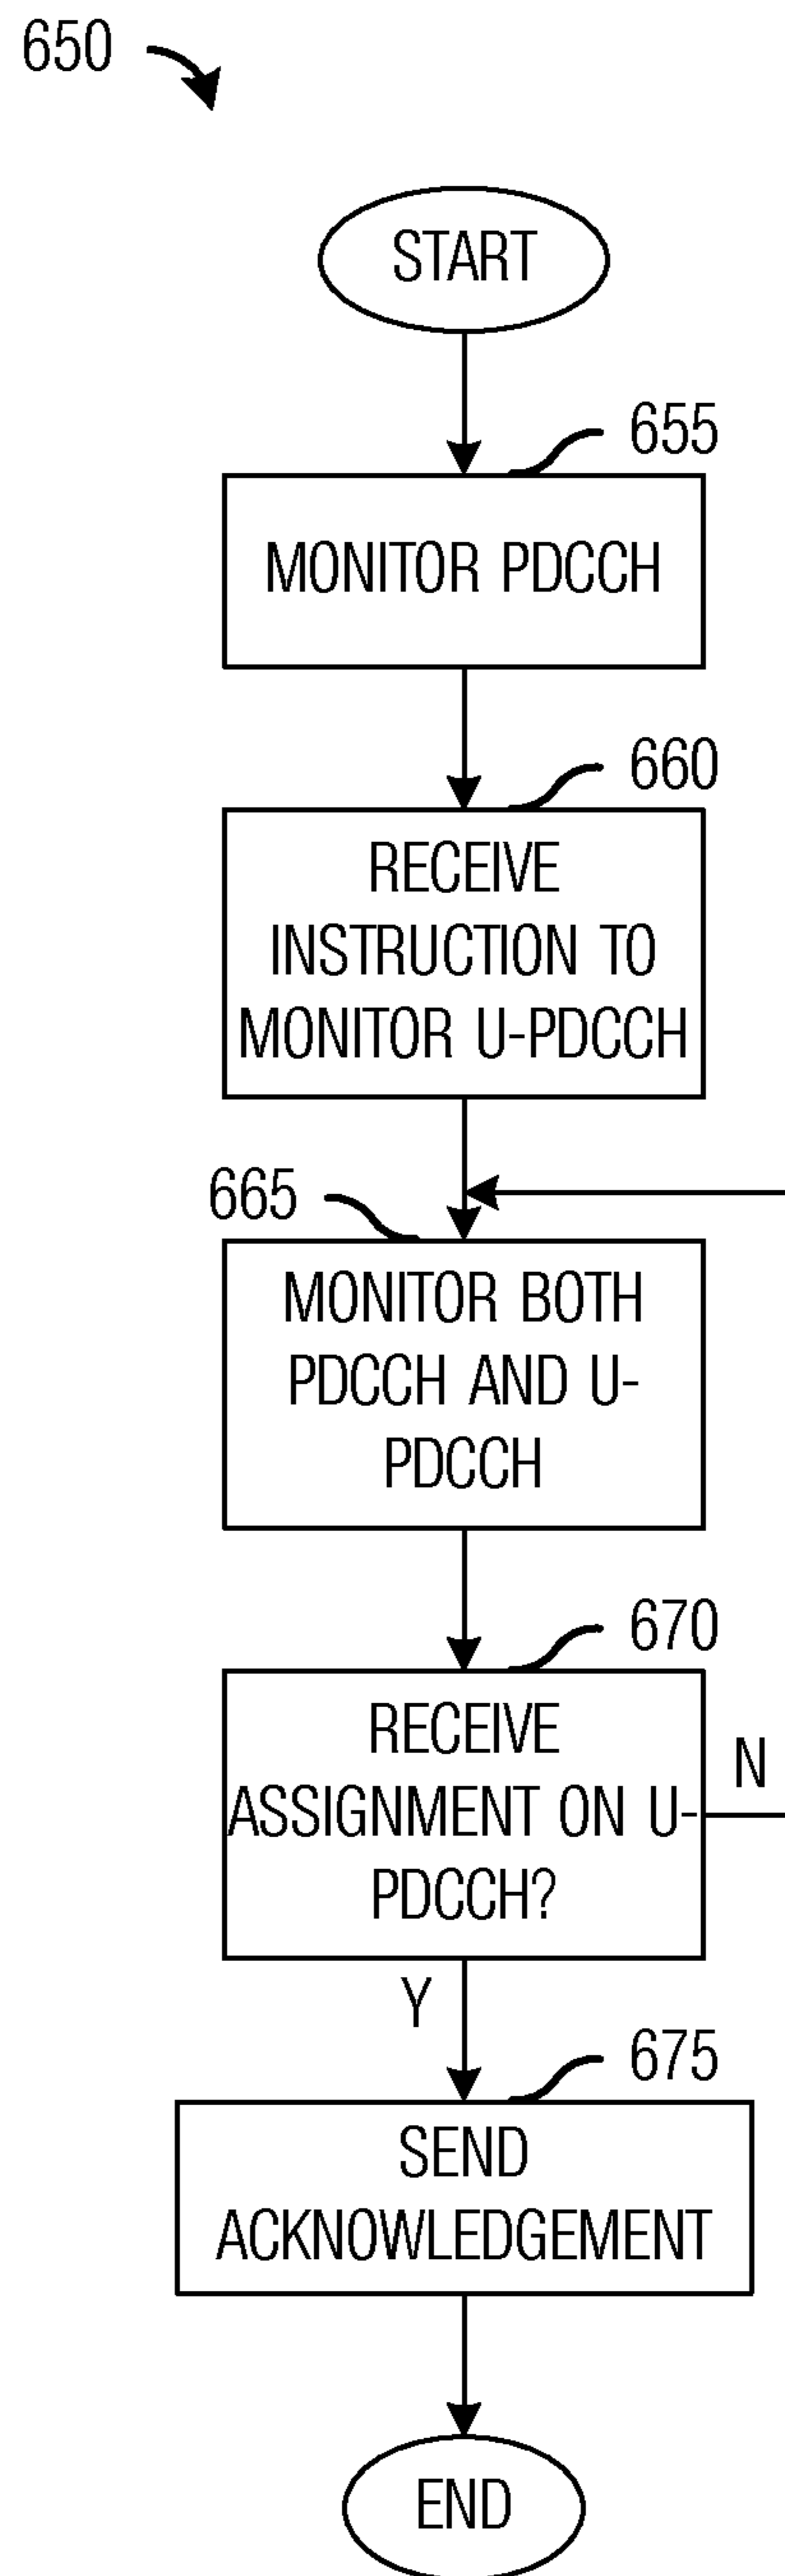 650
START
655
MONITOR PDCCH
660
RECEIVE
INSTRUCTION TO
MONITOR U-PDCCH
665
MONITOR BOTH
PDCCH AND U-
PDCCH
670
RECEIVE
ASSIGNMENT ON U-
PDCCH?
N
Y
675
SEND
ACKNOWLEDGEMENT
END